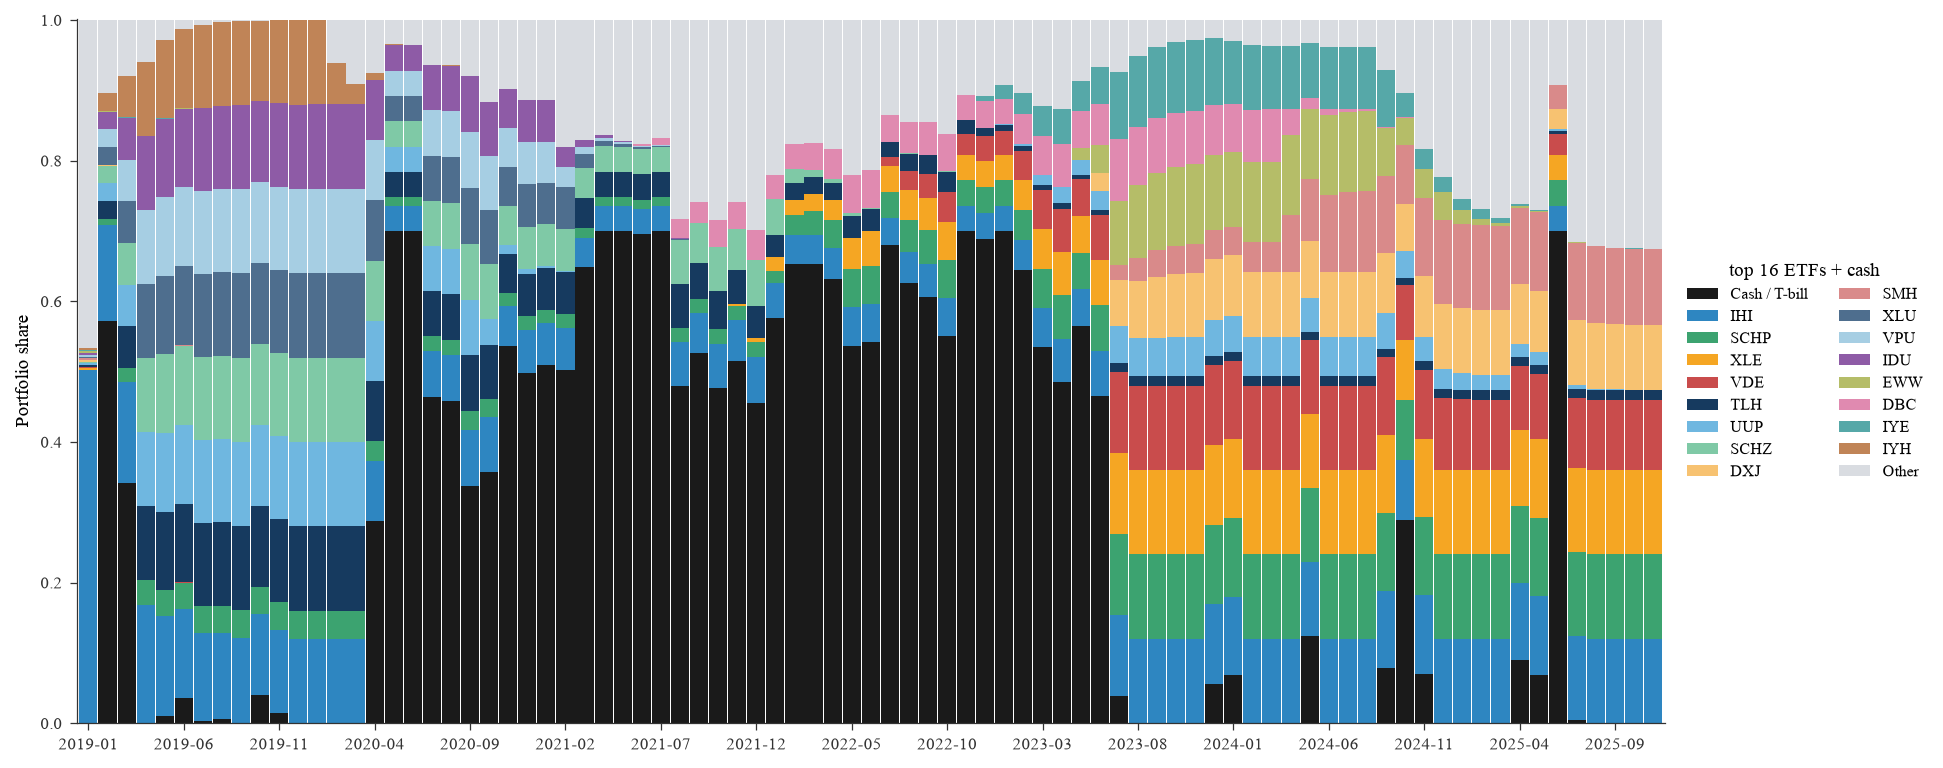 1.0
0.8
0.6
0.4
0.2
0.0
Portfolio share
2019-01
2019-06
2019-11
2020-04
2020-09
2021-02
2021-07
2021-12
2022-05
2022-10
2023-03
2023-08
2024-01
2024-06
2024-11
2025-04
2025-09
top 16 ETFs + cash
Cash / T-bill
IHI
SCHP
XLE
VDE
TLH
UUP
SCHZ
DXJ
SMH
XLU
VPU
IDU
EWW
DBC
IYE
IYH
Other